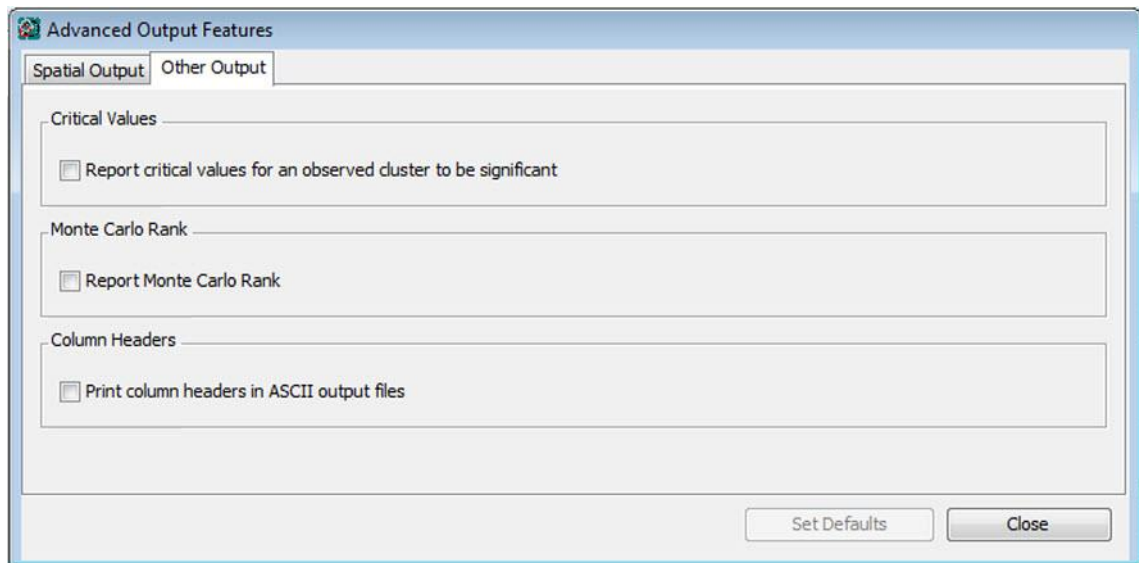 Advanced Output Features
Spatial Output Other Output
Critical Values
Report critical values for an observed cluster to be significant
Monte Carlo Rank
Report Monte Carlo Rank
Column Headers
Print column headers in ASCII output files
Set Defaults Close